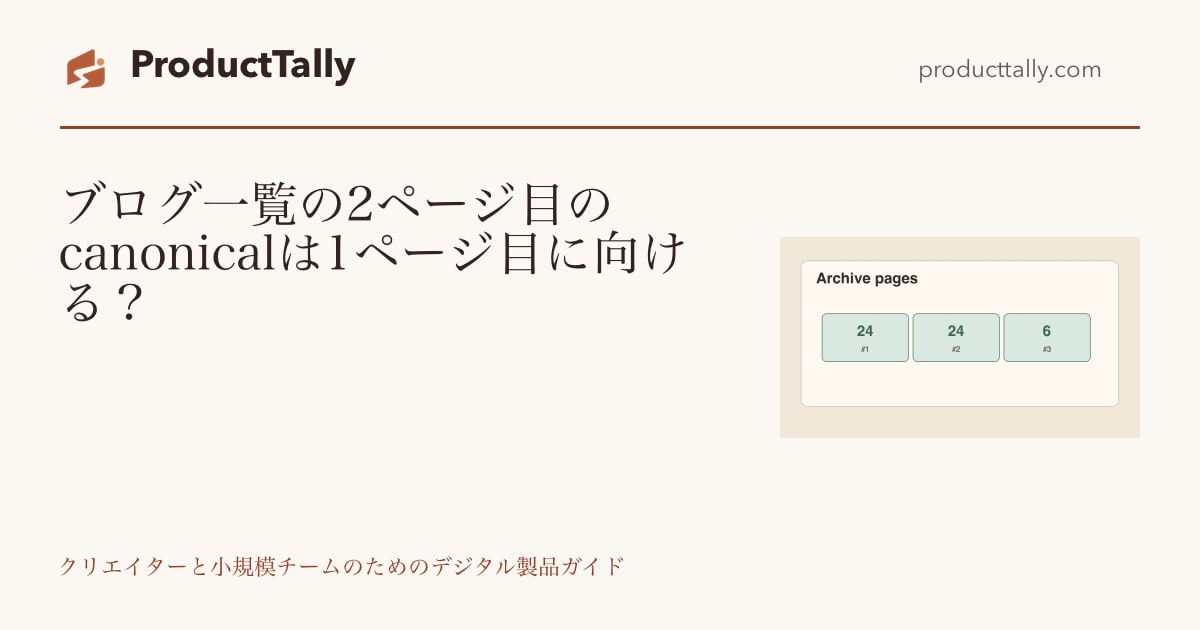 ProductTally
producttally.com
ブログ一覧の2ページ目の
canonicalは1ページ目に向け
る？
Archive pages
24
#1
24
#2
6
#3
クリエイターと小規模チームのためのデジタル製品ガイド